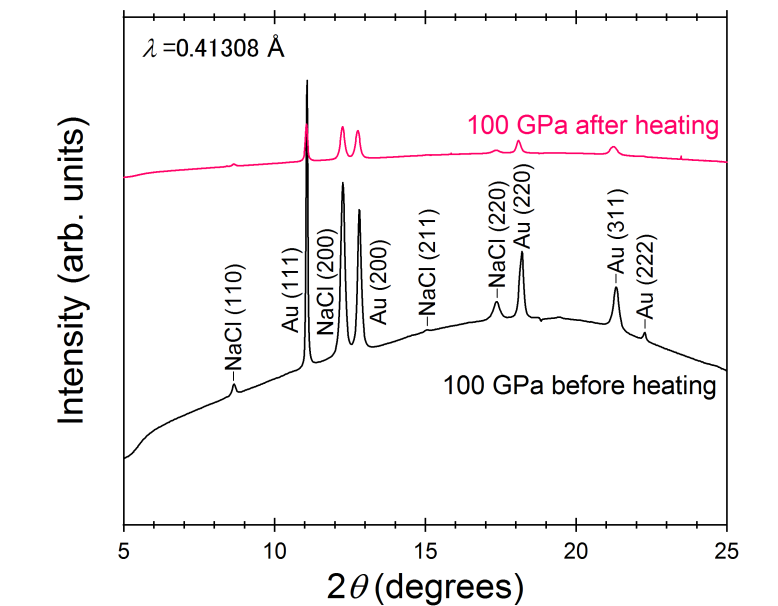 λ =0.41308 Å
100 GPa after heating
NaCl (110)
Au (111)
NaCl (200)
Au (200)
NaCl (211)
NaCl (220)
Au (220)
Au (311)
Au (222)
100 GPa before heating
Intensity (arb. units)
5 10 15 20 25
2θ (degrees)